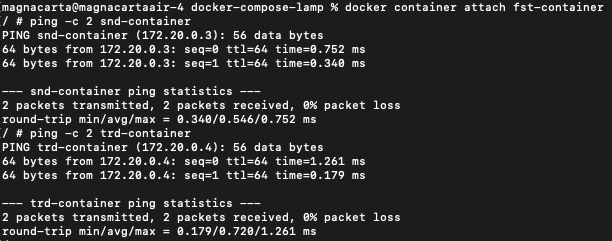 [magnacarta@magnacartaair-4 docker-compose-lamp % docker container attach fst-container
[/ # ping -c 2 snd-container
PING snd-container (172.20.0.3): 56 data bytes
64 bytes from 172.20.0.3: seq=0 ttl=64 time=0.752 ms
64 bytes from 172.20.0.3: seq=1 ttl=64 time=0.340 ms

--- snd-container ping statistics ---
2 packets transmitted, 2 packets received, 0% packet loss
round-trip min/avg/max = 0.340/0.546/0.752 ms
[/ # ping -c 2 trd-container
PING trd-container (172.20.0.4): 56 data bytes
64 bytes from 172.20.0.4: seq=0 ttl=64 time=1.261 ms
64 bytes from 172.20.0.4: seq=1 ttl=64 time=0.179 ms

--- trd-container ping statistics ---
2 packets transmitted, 2 packets received, 0% packet loss
round-trip min/avg/max = 0.179/0.720/1.261 ms